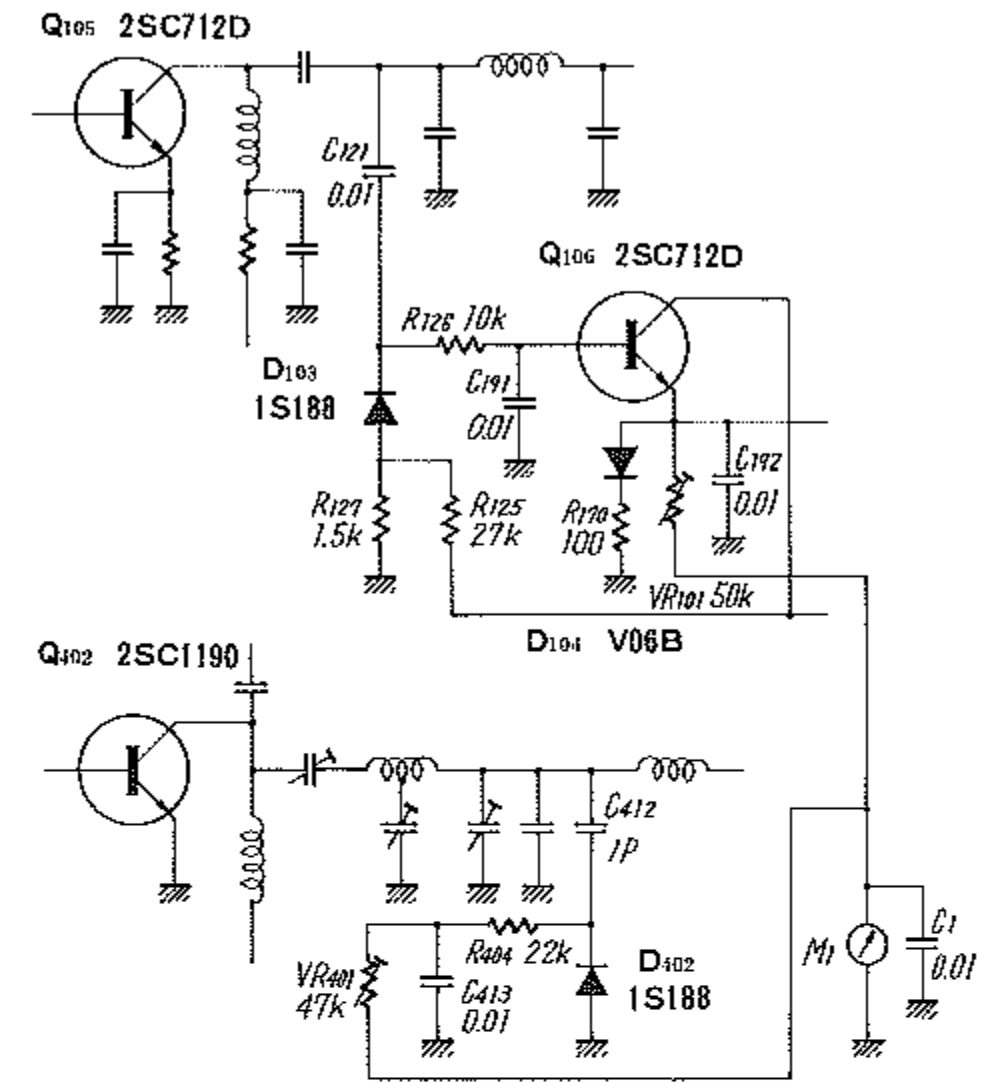 Q105 2SC712D
C121
0.01
Q106 2SC712D
R126 10k
D103
1S188
C191
0.01
C192
0.01
R127
1.5k
R125
27k
R170
100
VR101 50k
D104 V06B
Q402 2SC1190
C412
1P
R404 22k
D402
1S188
VR401
47k
C413
0.01
M1
C1
0.01